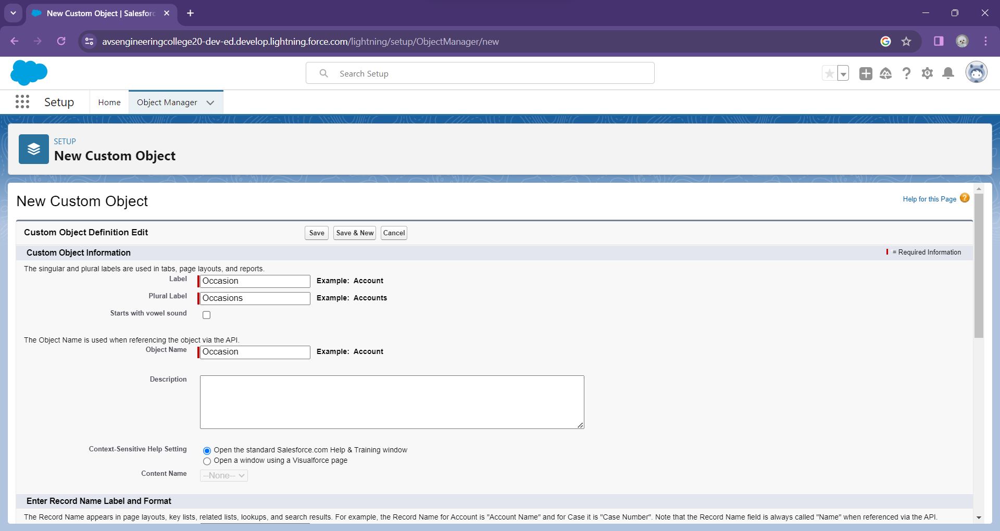 New Custom Object | Salesforc
avsengineeringcollege20-dev-ed.develop.lightning.force.com/lightning/setup/ObjectManager/new
Search Setup
Setup
Home
Object Manager
SETUP
New Custom Object
New Custom Object
Help for this Page
Custom Object Definition Edit
Save
Save & New
Cancel
Custom Object Information
= Required Information
The singular and plural labels are used in tabs, page layouts, and reports.
Label
Occasion
Example: Account
Plural Label
Occasions
Example: Accounts
Starts with vowel sound
The Object Name is used when referencing the object via the API.
Object Name
Occasion
Example: Account
Description
Context-Sensitive Help Setting
Open the standard Salesforce.com Help & Training window
Open a window using a Visualforce page
Content Name
--None--
Enter Record Name Label and Format
The Record Name appears in page layouts, key lists, related lists, lookups, and search results. For example, the Record Name for Account is "Account Name" and for Case it is "Case Number". Note that the Record Name field is always called "Name" when referenced via the API.